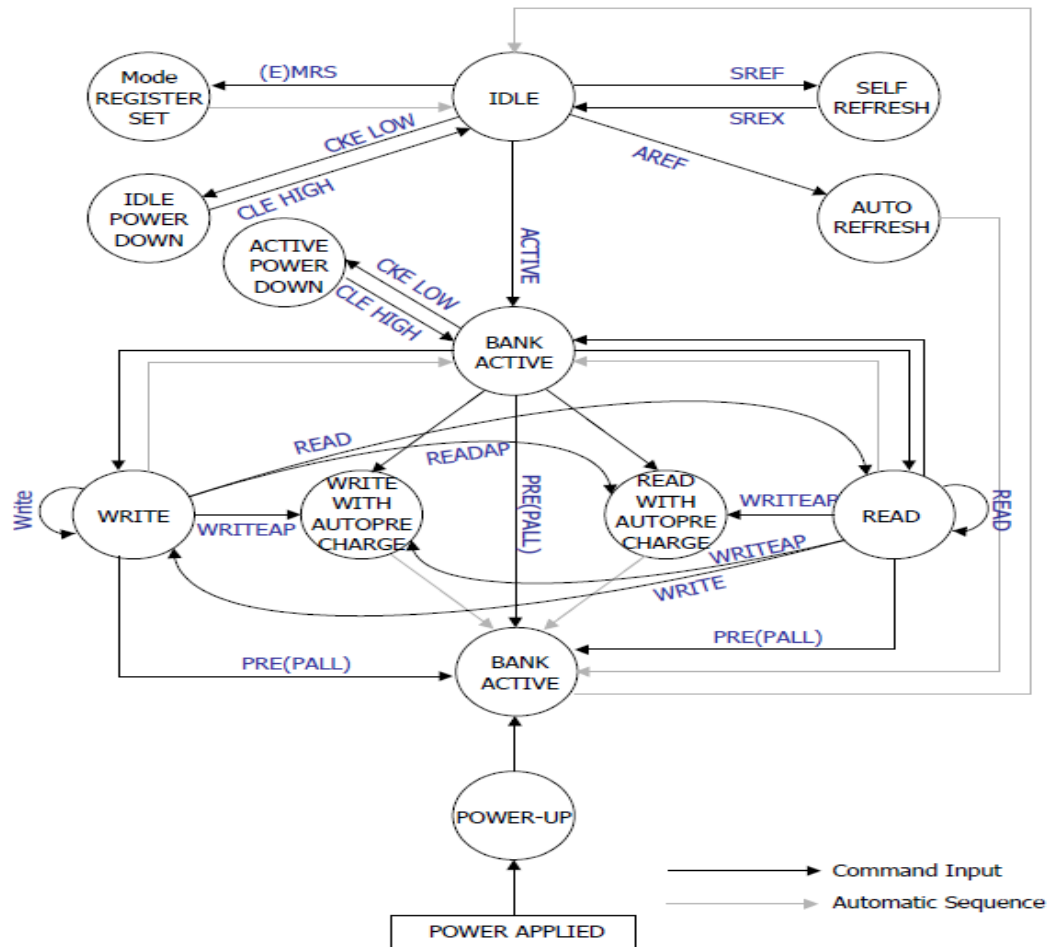 (E)MRS
SREF
Mode
REGISTER
SET
IDLE
SELF
REFRESH
SREX
CKE LOW
AREF
CLE HIGH
IDLE
POWER
DOWN
AUTO
REFRESH
ACTIVE
ACTIVE
POWER
DOWN
CKE LOW
CLE HIGH
BANK
ACTIVE
READ
READAP
PRE(PALL)
Write
WRITE
WRITEAP
WRITE
WITH
AUTOPRE
CHARGE
READ
WITH
AUTOPRE
CHARGE
WRITEAP
READ
READ
WRITEAP
WRITE
PRE(PALL)
PRE(PALL)
BANK
ACTIVE
POWER-UP
Command Input
Automatic Sequence
POWER APPLIED